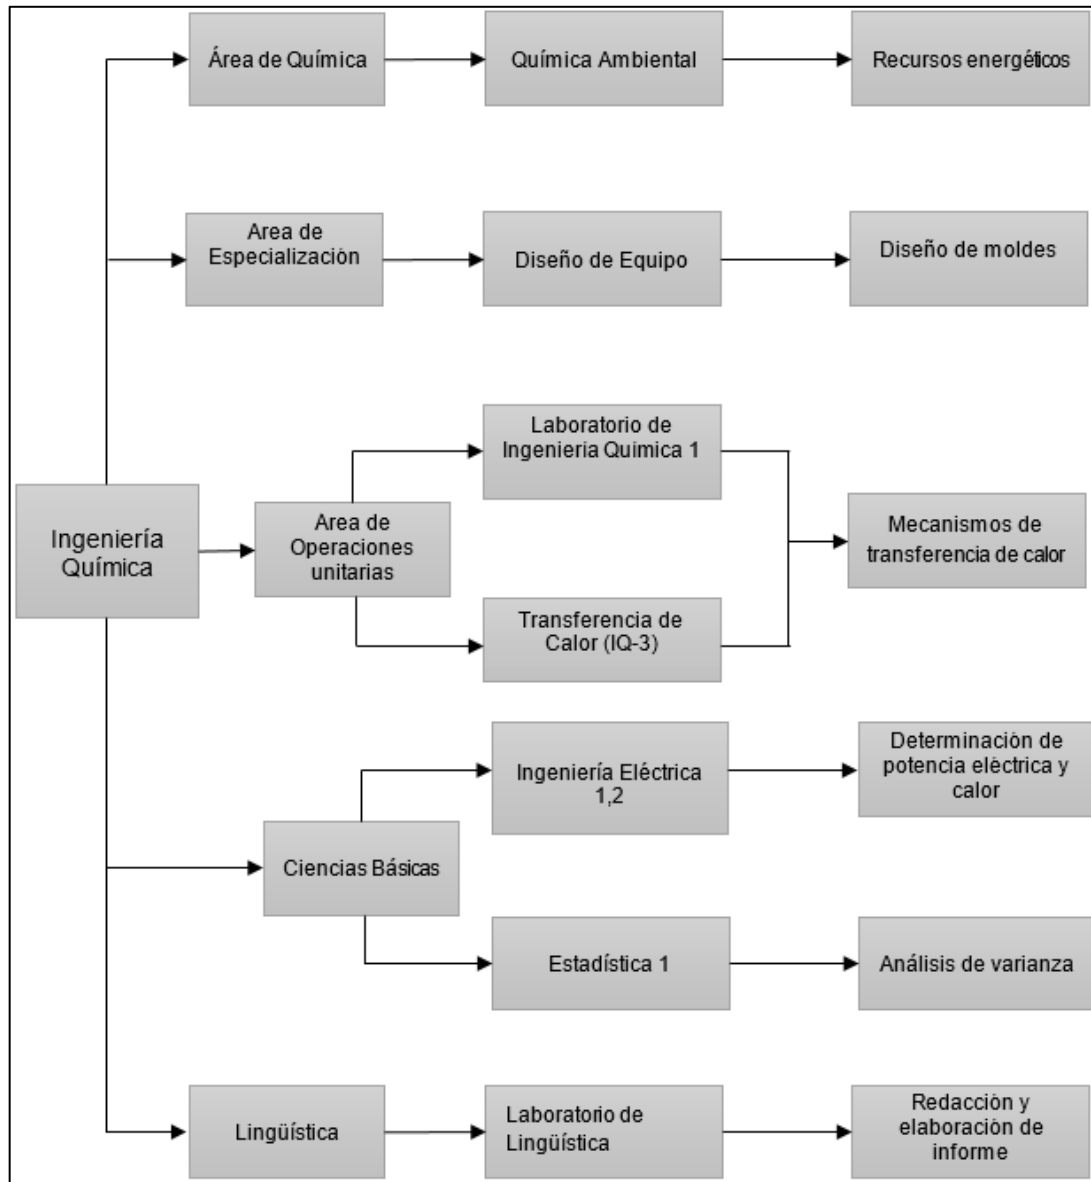 Área de Química
Química Ambiental
Recursos energéticos
Area de
Especialización
Diseño de Equipo
Diseño de moldes
Laboratorio de
Ingenieria Quimica 1
Ingeniería
Química
Area de
Operaciones
unitarias
Mecanismos de
transferencia de calor
Transferencia de
Calor (IQ-3)
Ingeniería Eléctrica
1,2
Determinación de
potencia eléctrica y
calor
Ciencias Básicas
Estadística 1
Análisis de varianza
Lingüística
Laboratorio de
Lingüística
Redacción y
elaboración de
informe